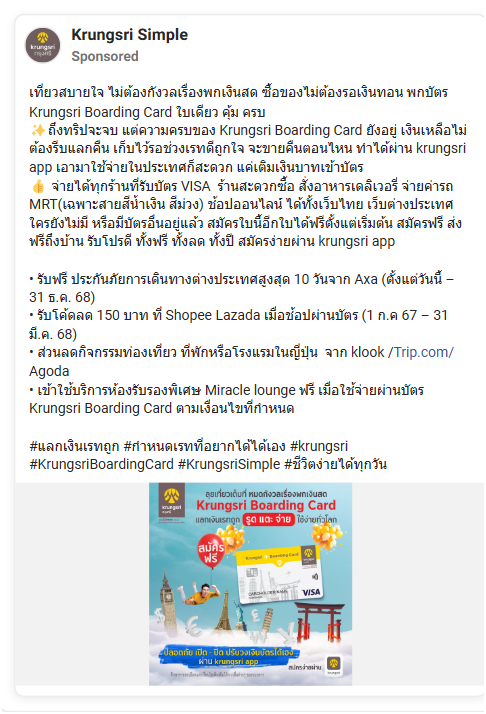 Krungsri Simple
Sponsored
เที่ยวสบายใจ ไม่ต้องกังวลเรื่องพกเงินสด ซื้อของไม่ต้องรอเงินทอน พกบัตร
Krungsri Boarding Card ใบเดียว คุ้ม ครบ
✨ถึงทริปจะจบ แต่ความครบของ Krungsri Boarding Card ยังอยู่ เงินเหลือไม่
ต้องรีบแลกคืน เก็บไว้รอช่วงเรทดีถูกใจ จะขายคืนตอนไหน ทำได้ผ่าน krungsri
app เอามาใช้จ่ายในประเทศก็สะดวก แค่เติมเงินบาทเข้าบัตร
👍 จ่ายได้ทุกร้านที่รับบัตร VISA ร้านสะดวกซื้อ สั่งอาหารเดลิเวอรี่ จ่ายค่ารถ
MRT(เฉพาะสายสีน้ำเงิน สีม่วง) ช้อปออนไลน์ ได้ทั้งเว็บไทย เว็บต่างประเทศ
ใครยังไม่มี หรือมีบัตรอื่นอยู่แล้ว สมัครใบนี้อีกใบได้ฟรีตั้งแต่เริ่มต้น สมัครฟรี ส่ง
ฟรีถึงบ้าน รับโปรดี ทั้งฟรี ทั้งลด ทั้งปี สมัครง่ายผ่าน krungsri app
• รับฟรี ประกันภัยการเดินทางต่างประเทศสูงสุด 10 วันจาก Axa (ตั้งแต่วันนี้ –
31 ธ.ค. 68)
• รับโค้ดลด 150 บาท ที่ Shopee Lazada เมื่อช้อปผ่านบัตร (1 ก.ค 67 – 31
มี.ค. 68)
• ส่วนลดกิจกรรมท่องเที่ยว ที่พักหรือโรงแรมในญี่ปุ่น จาก klook /Trip.com/
Agoda
• เข้าใช้บริการห้องรับรองพิเศษ Miracle lounge ฟรี เมื่อใช้จ่ายผ่านบัตร
Krungsri Boarding Card ตามเงื่อนไขที่กำหนด
#แลกเงินเรทถูก #กำหนดเรทที่อยากได้ได้เอง #krungsri
#KrungsriBoardingCard #KrungsriSimple #ชีวิตง่ายได้ทุกวัน
krungsri
กรุงศรี
ลุยเที่ยวเต็มที่ หมดกังวลเรื่องพกเงินสด
Krungsri Boarding Card
แลกเงินเรทถูก รูด แตะ จ่าย ใช้ง่ายทั่วโลก
สมัคร
ฟรี
Krungsri Boarding Card
CARDHOLDER NAME
VISA
ปลอดภัย เปิด - ปิด ปรับวงเงินบัตรได้เอง
ผ่าน krungsri app
สมัครง่ายผ่าน
krungsri